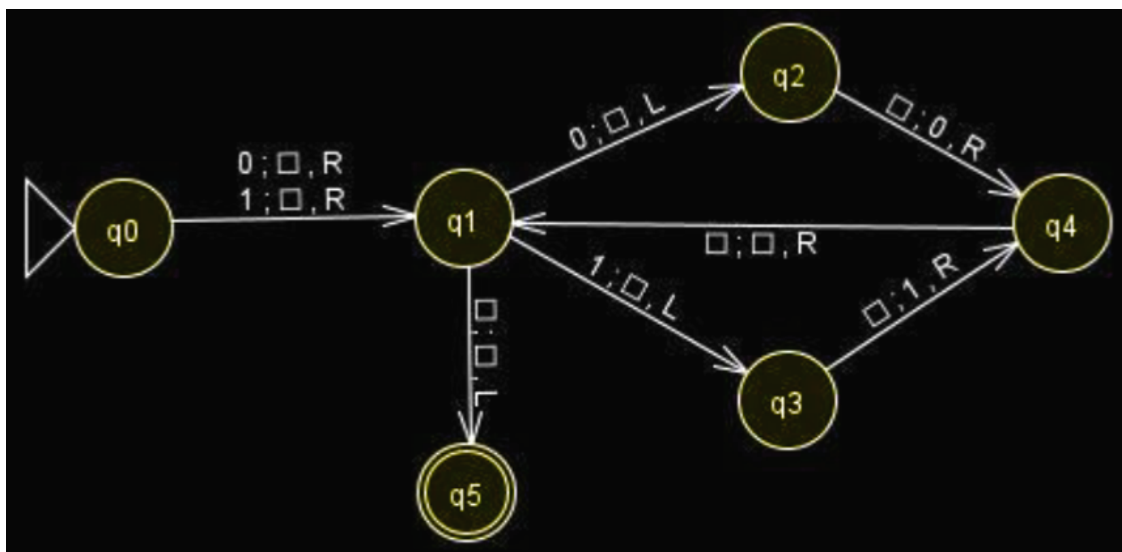 q2
0;□,L
□;0,R
0;□,R
1;□,R
q0
q1
q4
□;□,R
1;□,L
□;1,R
□;□,L
q3
q5